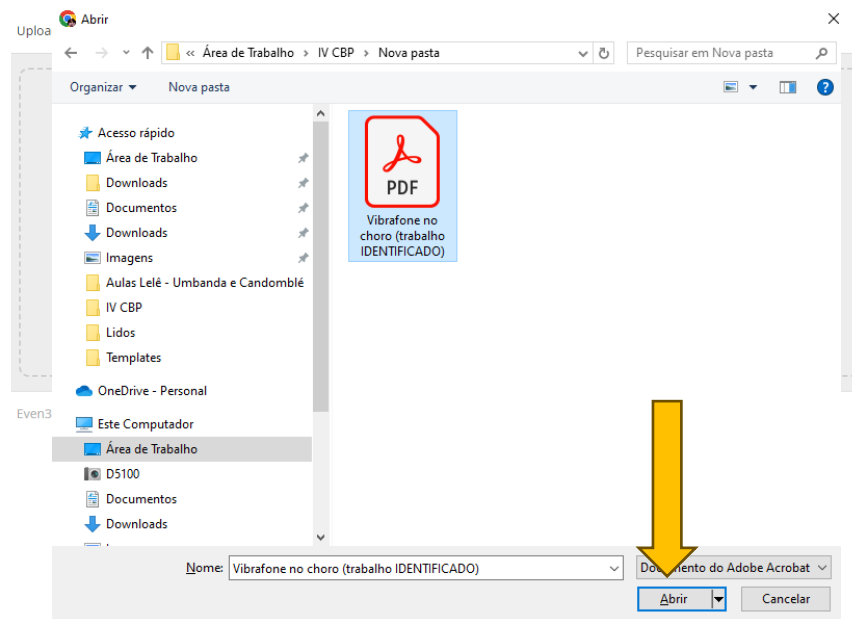 Abrir
Uploa
« Área de Trabalho › IV CBP › Nova pasta
Pesquisar em Nova pasta
Organizar
Nova pasta
?
Acesso rápido
Área de Trabalho
Downloads
Documentos
Downloads
Imagens
Aulas Lelê - Umbanda e Candomblé
IV CBP
Lidos
Templates
OneDrive - Personal
Este Computador
Área de Trabalho
D5100
Documentos
Downloads
PDF
Vibrafone no
choro (trabalho
IDENTIFICADO)
Even3
Nome:
Vibrafone no choro (trabalho IDENTIFICADO)
do Adobe Acrobat
Abrir
Cancelar